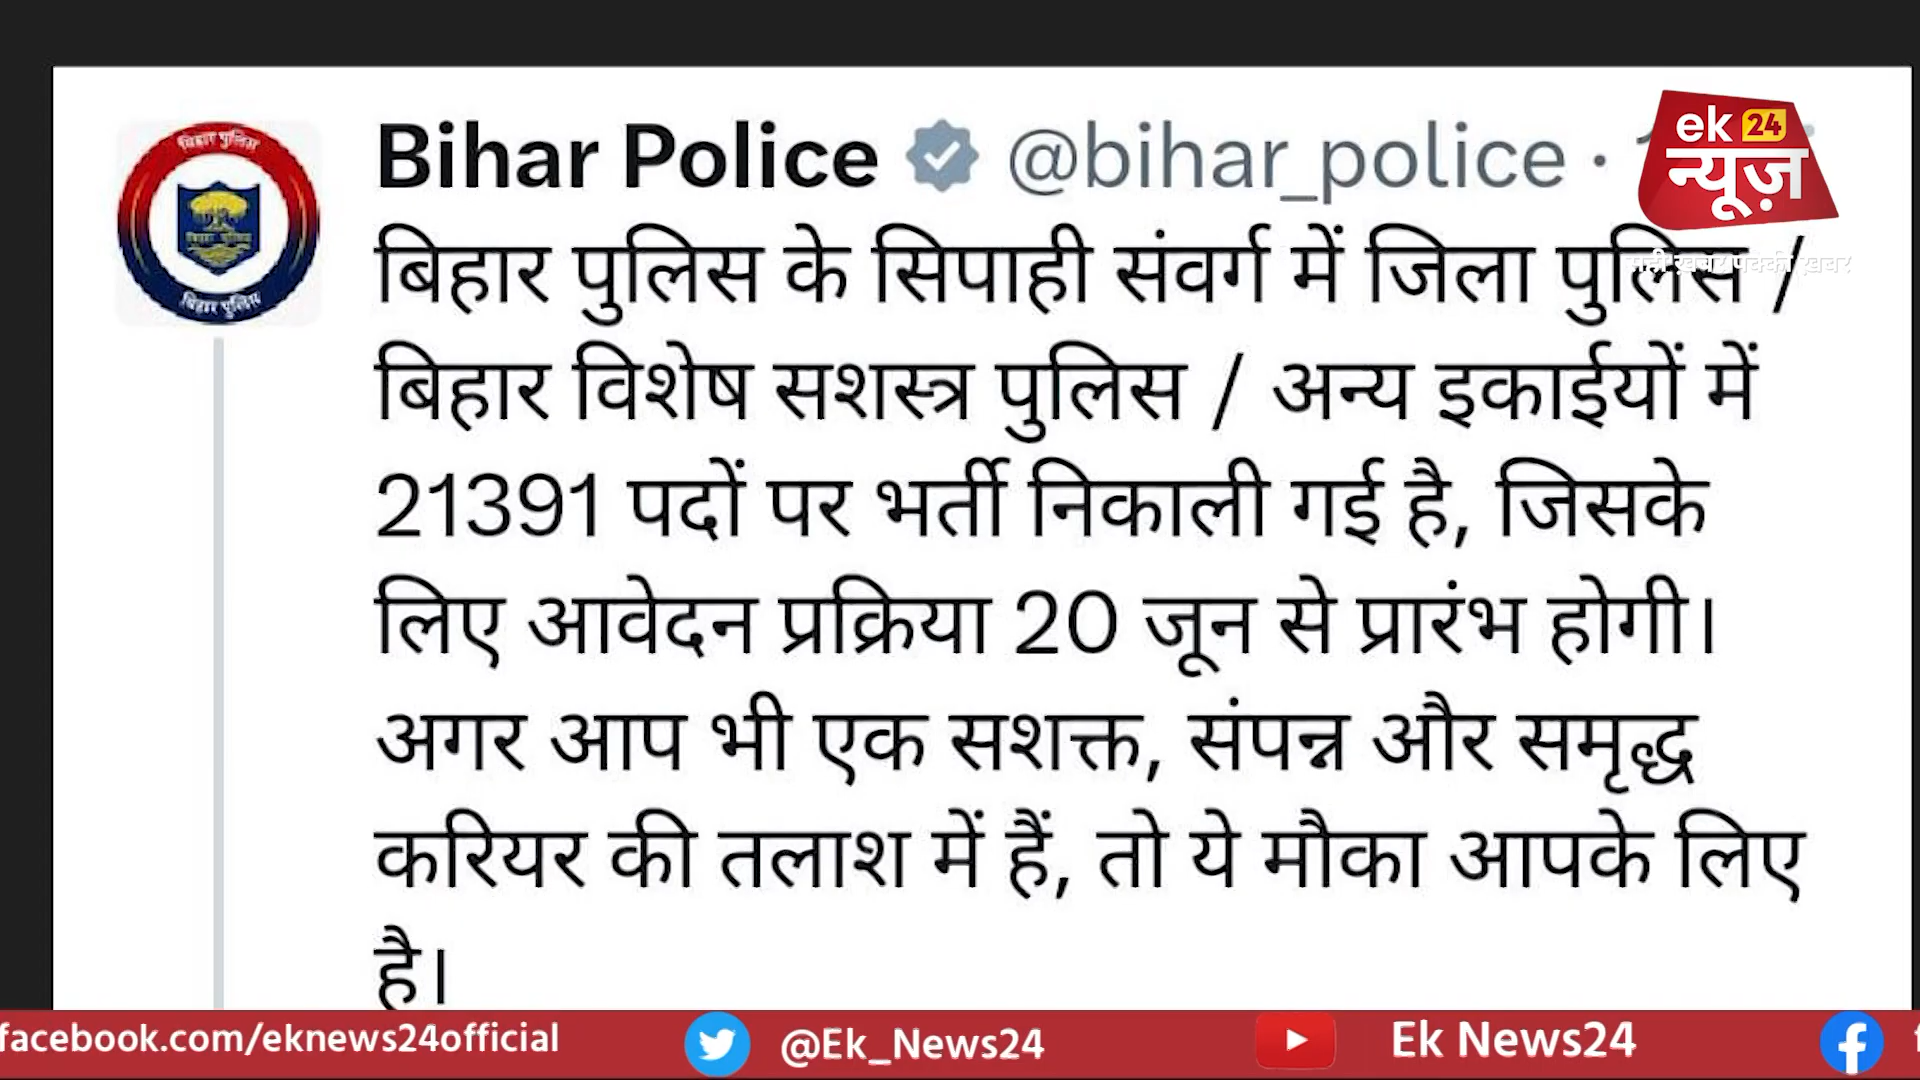 Bihar Police @bihar_police ·
ek 24
न्यूज़
बिहार पुलिस
बिहार पुलिस
बिहार पुलिस के सिपाही संवर्ग में जिला पुलिस /
बिहार विशेष सशस्त्र पुलिस / अन्य इकाईयों में
21391 पदों पर भर्ती निकाली गई है, जिसके
लिए आवेदन प्रक्रिया 20 जून से प्रारंभ होगी।
अगर आप भी एक सशक्त, संपन्न और समृद्ध
करियर की तलाश में हैं, तो ये मौका आपके लिए
है।
facebook.com/eknews24official @Ek_News24 Ek News24